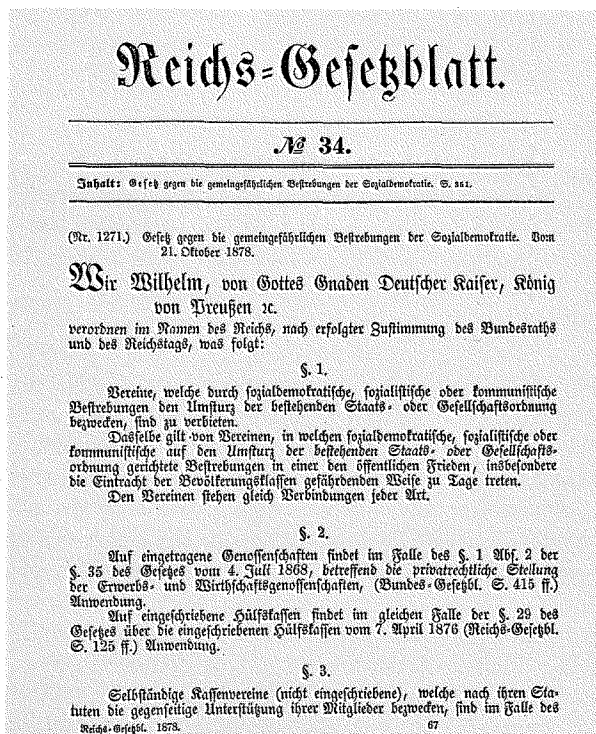 Reichs-Gesetzblatt.
№ 34.
Inhalt: Gesetz gegen die gemeingefährlichen Bestrebungen der Sozialdemokratie. S. 351.
(Nr. 1271.) Gesetz gegen die gemeingefährlichen Bestrebungen der Sozialdemokratie. Vom
21. Oktober 1878.
Wir Wilhelm, von Gottes Gnaden Deutscher Kaiser, König
von Preußen ꝛc.
verordnen im Namen des Reichs, nach erfolgter Zustimmung des Bundesraths
und des Reichstags, was folgt:
§. 1.
Vereine, welche durch sozialdemokratische, sozialistische oder kommunistische
Bestrebungen den Umsturz der bestehenden Staats- oder Gesellschaftsordnung
bezwecken, sind zu verbieten.
Dasselbe gilt von Vereinen, in welchen sozialdemokratische, sozialistische oder
kommunistische auf den Umsturz der bestehenden Staats- oder Gesellschafts-
ordnung gerichtete Bestrebungen in einer den öffentlichen Frieden, insbesondere
die Eintracht der Bevölkerungsklassen gefährdenden Weise zu Tage treten.
Den Vereinen stehen gleich Verbindungen jeder Art.
§. 2.
Auf eingetragene Genossenschaften findet im Falle des §. 1 Abs. 2 der
§. 35 des Gesetzes vom 4. Juli 1868, betreffend die privatrechtliche Stellung
der Erwerbs- und Wirthschaftsgenossenschaften, (Bundes-Gesetzbl. S. 415 ff.)
Anwendung.
Auf eingeschriebene Hülfskassen findet im gleichen Falle der §. 29 des
Gesetzes über die eingeschriebenen Hülfskassen vom 7. April 1876 (Reichs-Gesetzbl.
S. 125 ff.) Anwendung.
§. 3.
Selbständige Kassenvereine (nicht eingeschriebene), welche nach ihren Sta-
tuten die gegenseitige Unterstützung ihrer Mitglieder bezwecken, sind im Falle des
Reichs-Gesetzbl. 1878. 67